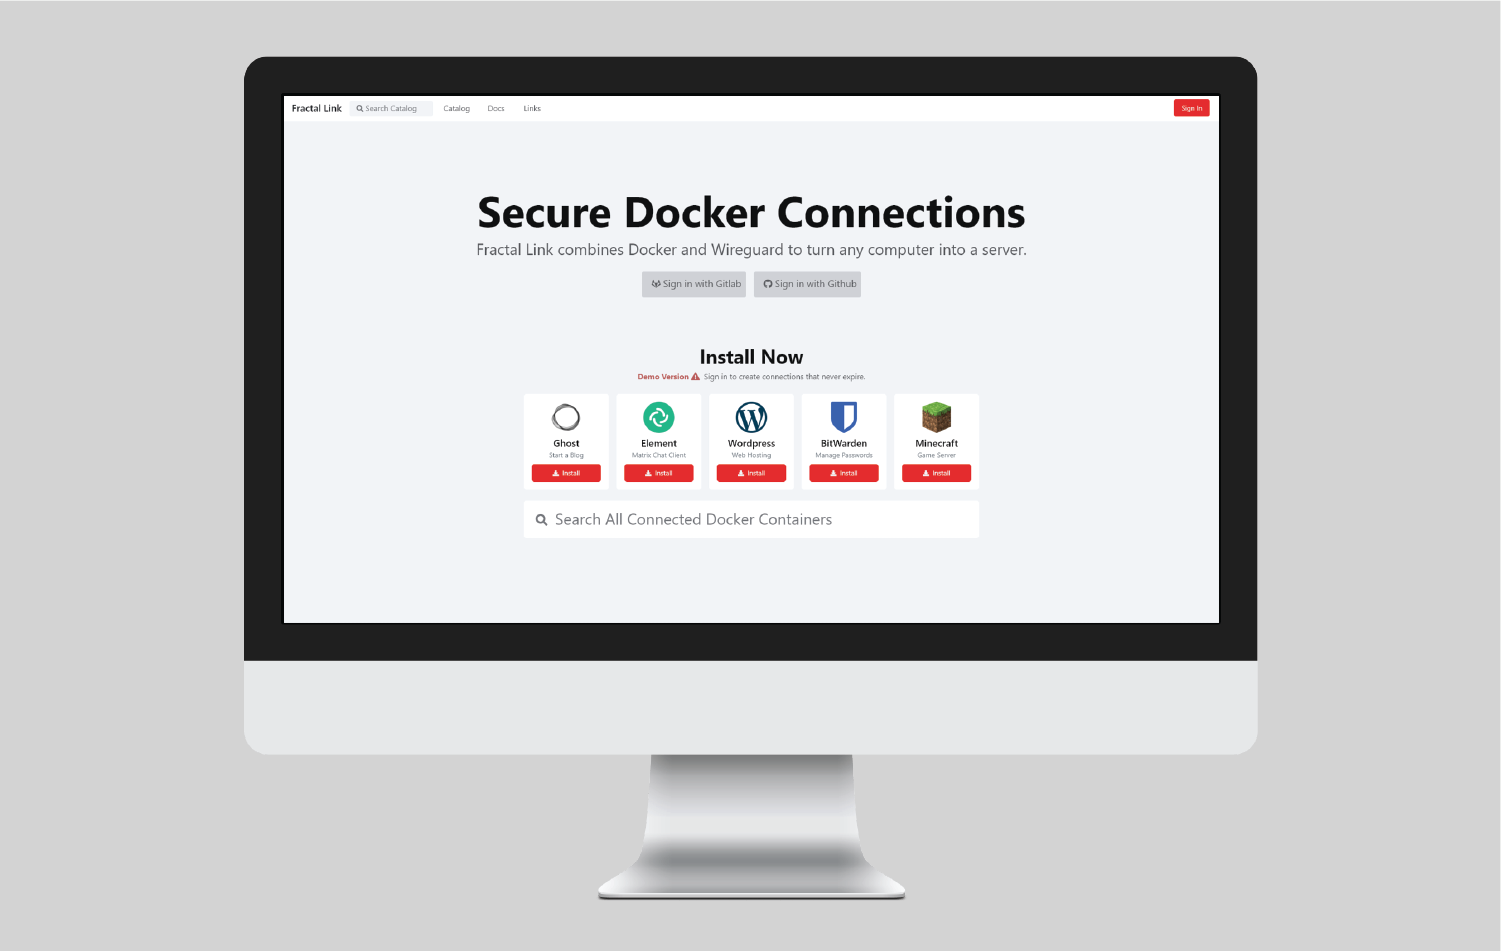 Fractal Link Search Catalog Catalog Docs Links Sign In
Secure Docker Connections
Fractal Link combines Docker and Wireguard to turn any computer into a server.
Sign in with Gitlab Sign in with Github
Install Now
Demo Version Sign in to create connections that never expire.
Ghost Element Wordpress BitWarden Minecraft
Start a Blog Matrix Chat Client Web Hosting Manage Passwords Game Server
Install Install Install Install Install
Search All Connected Docker Containers